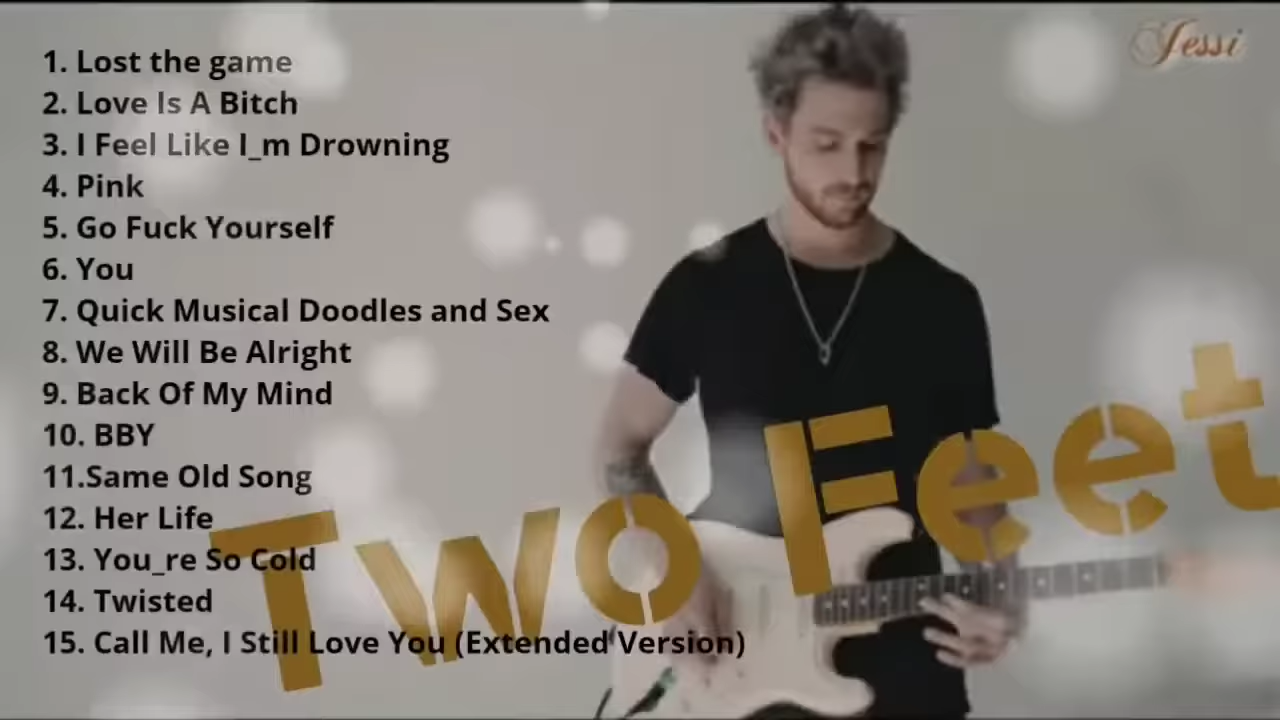 1. Lost the game
2. Love Is A Bitch
3. I Feel Like I_m Drowning
4. Pink
5. Go Fuck Yourself
6. You
7. Quick Musical Doodles and Sex
8. We Will Be Alright
9. Back Of My Mind
10. BBY
11.Same Old Song
12. Her Life
13. You_re So Cold
14. Twisted
15. Call Me, I Still Love You (Extended Version)
Two Feet
Jessi